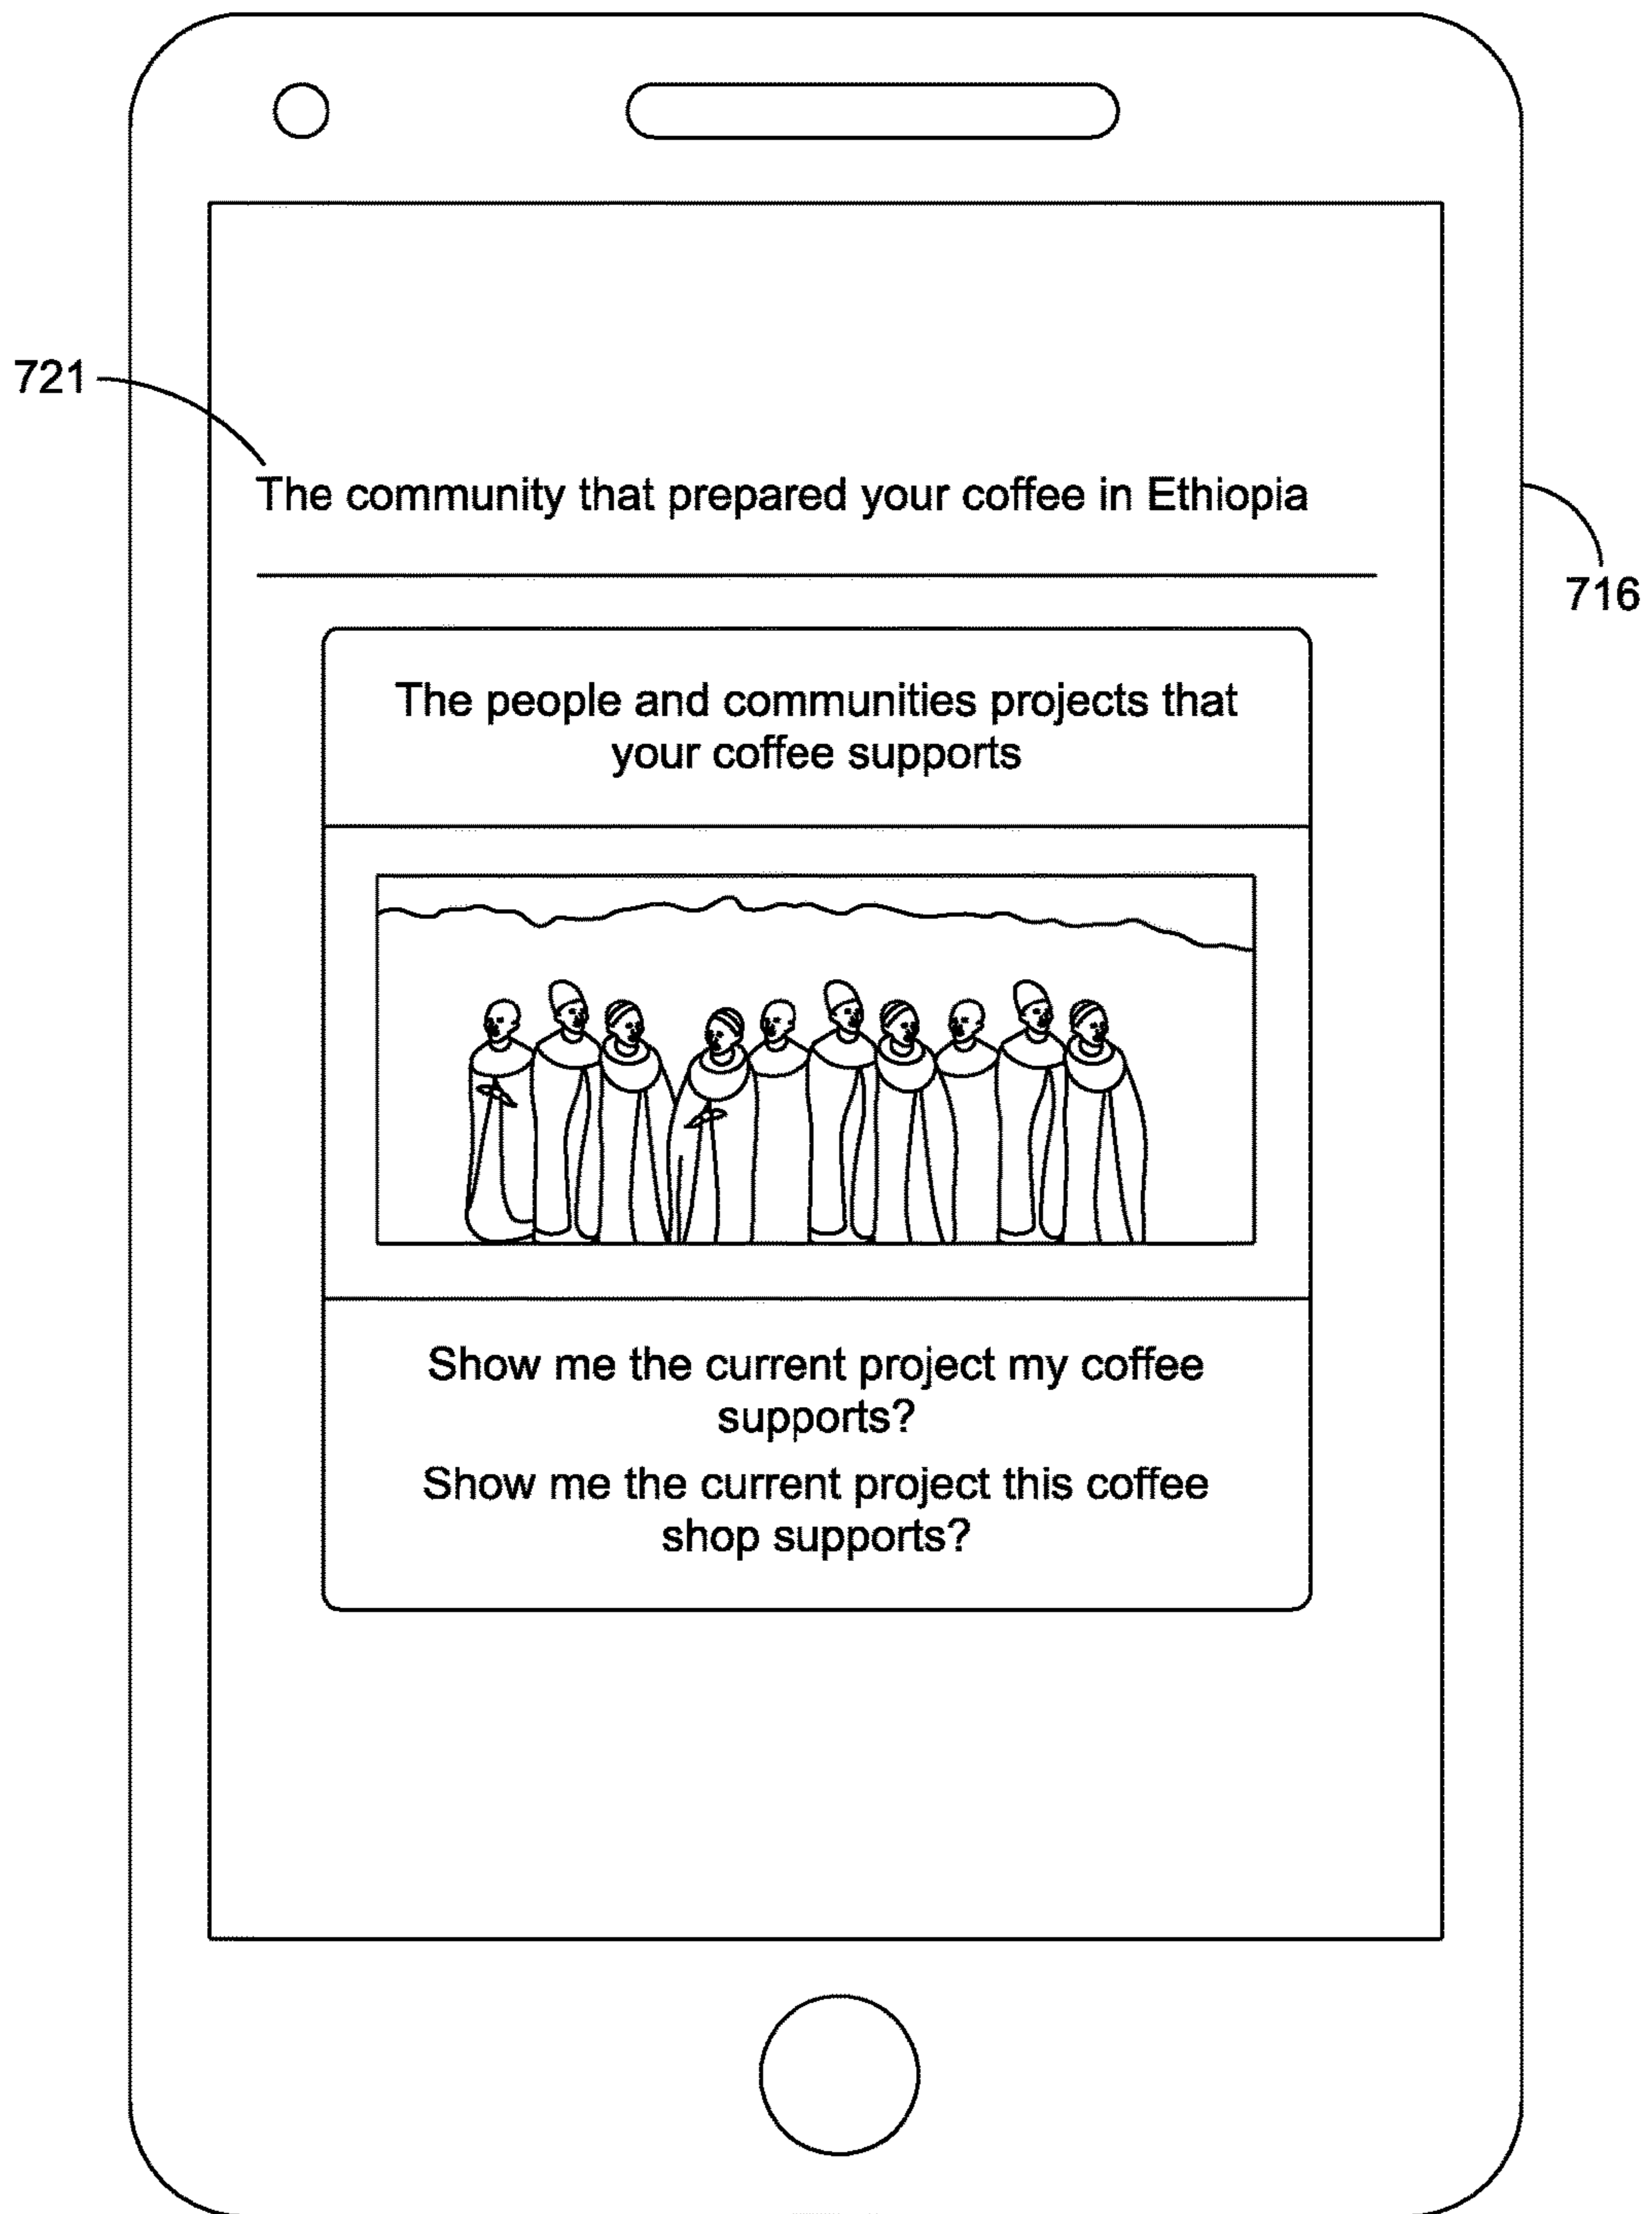 721
The community that prepared your coffee in Ethiopia
716
The people and communities projects that
your coffee supports
Show me the current project my coffee
supports?
Show me the current project this coffee
shop supports?